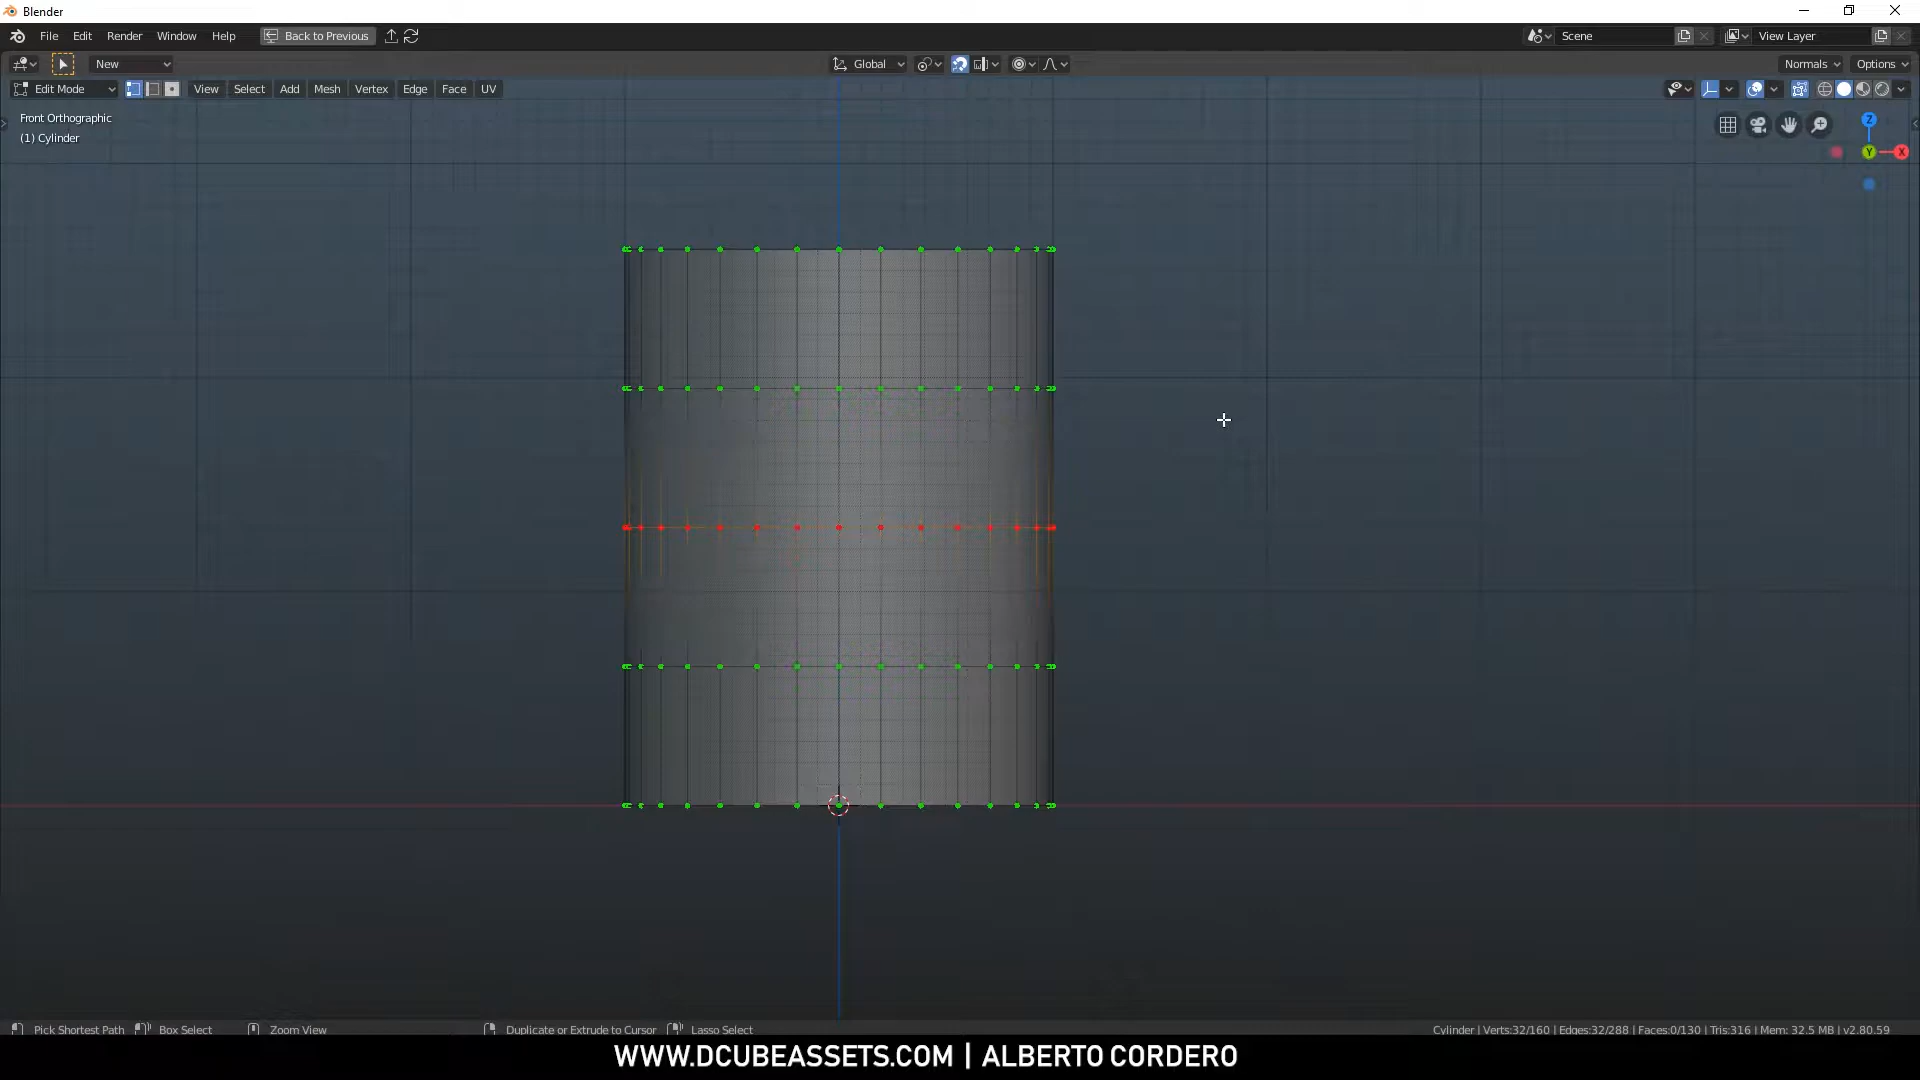 Blender
File Edit Render Window Help Back to Previous Scene View Layer
New Global Normals Options
Edit Mode View Select Add Mesh Vertex Edge Face UV
Front Orthographic
(1) Cylinder
Z
Y X
Pick Shortest Path Box Select Zoom View Duplicate or Extrude to Cursor Lasso Select Cylinder | Verts:32/160 | Edges:32/288 | Faces:0/130 | Tris:316 | Mem: 32.5 MB | v2.80.59
WWW.DCUBEASSETS.COM | ALBERTO CORDERO